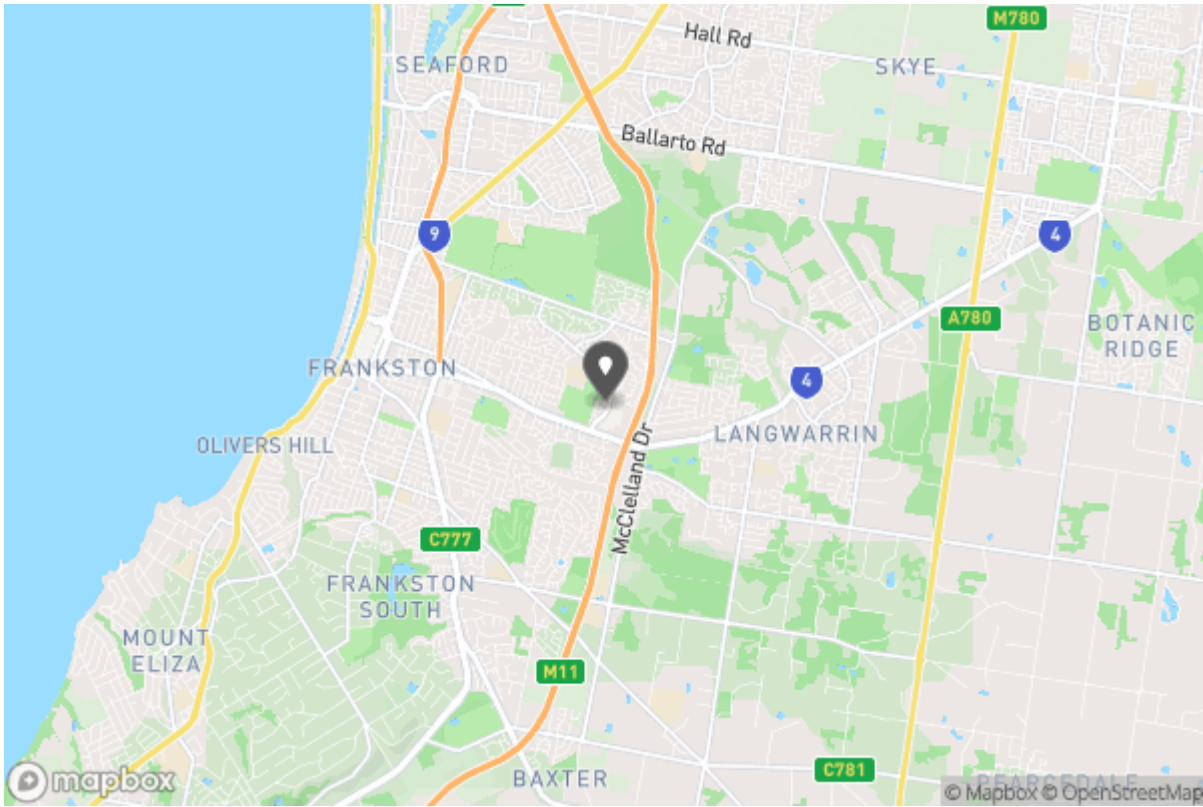 M780
Hall Rd
SEAFORD
SKYE
Ballarto Rd
9
4
A780
BOTANIC
RIDGE
FRANKSTON
4
LANGWARRIN
OLIVERS HILL
McClelland Dr
C777
FRANKSTON
SOUTH
MOUNT
ELIZA
M11
C781
BAXTER
PEARCEDALE
mapbox
© Mapbox © OpenStreetMap